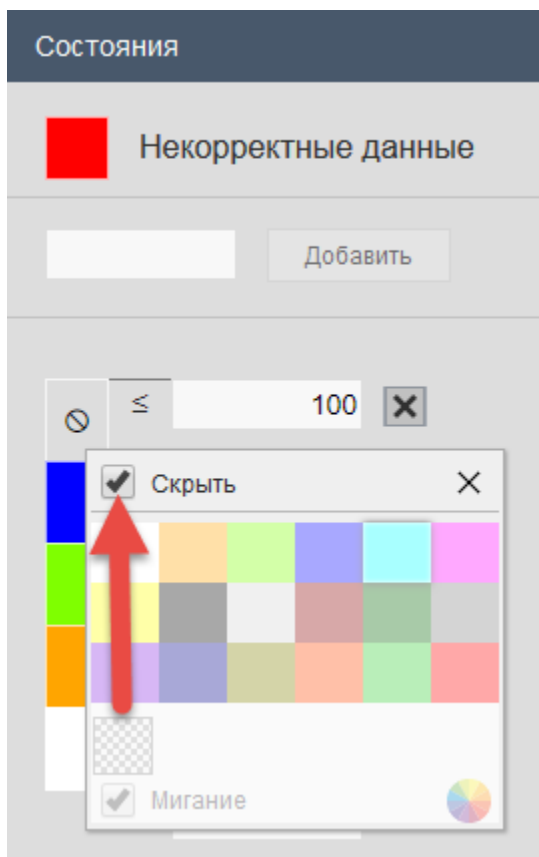 Состояния
Некорректные данные
Добавить
≤ 100
Скрыть
Мигание